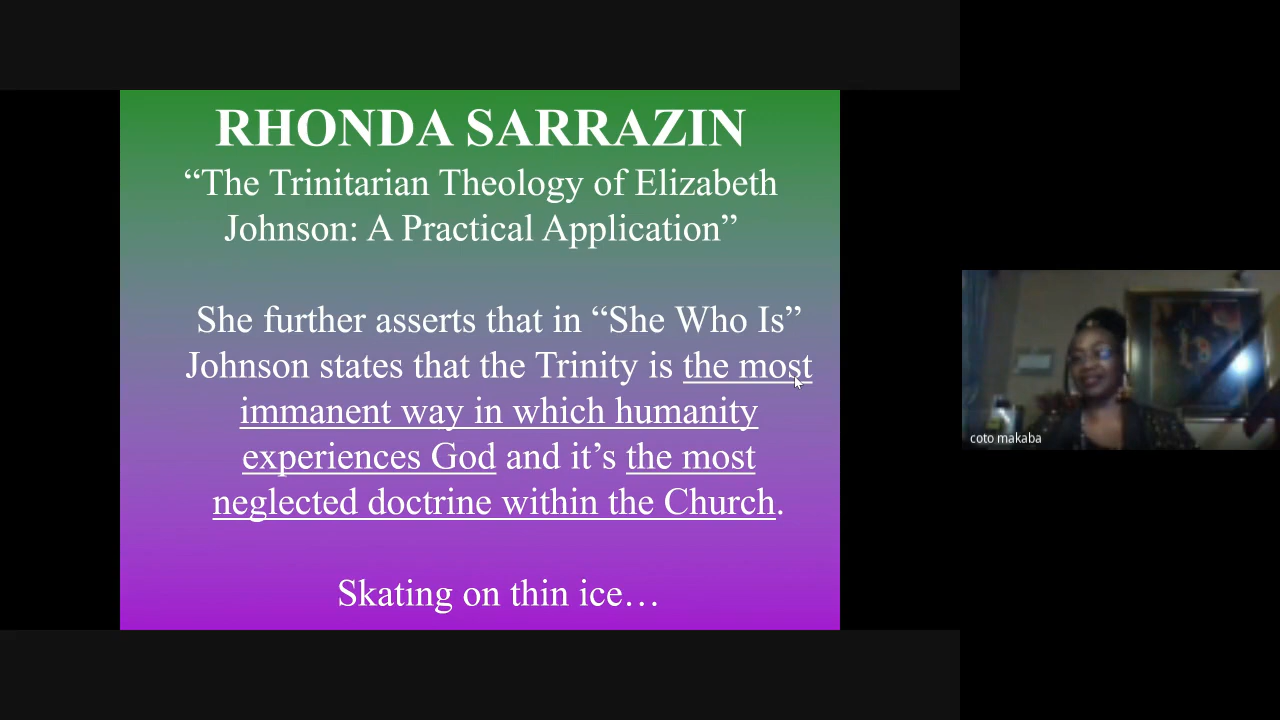 RHONDA SARRAZIN
“The Trinitarian Theology of Elizabeth
Johnson: A Practical Application”
She further asserts that in “She Who Is”
Johnson states that the Trinity is the most
immanent way in which humanity
experiences God and it’s the most
neglected doctrine within the Church.
Skating on thin ice…
coto makaba